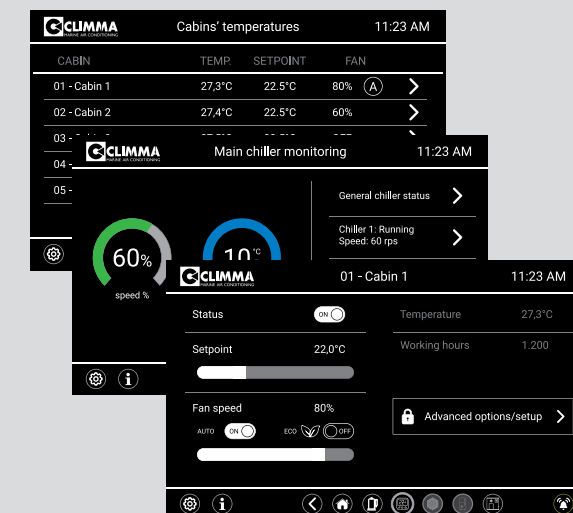 CLIMMA
MARINE AIR CONDITIONING
Cabins' temperatures
11:23 AM
CABIN TEMP. SETPOINT FAN
01 - Cabin 1 27,3°C 22.5°C 80% A
02 - Cabin 2 27,4°C 22.5°C 60%
03 -
04 -
05 -
CLIMMA
MARINE AIR CONDITIONING
Main chiller monitoring
11:23 AM
General chiller status
Chiller 1: Running
Speed: 60 rps
60%
speed %
10 °C
CLIMMA
MARINE AIR CONDITIONING
01 - Cabin 1
11:23 AM
Status ON
Temperature 27,3°C
Setpoint 22,0°C
Working hours 1.200
Fan speed 80%
AUTO ON ECO OFF
Advanced options/setup